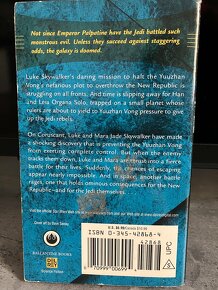 Not since Emperor Palpatine have the Jedi battled such
monstrous evil. Unless they succeed against staggering
odds, the galaxy is doomed.
Luke Skywalker's daring mission to halt the Yuuzhan
Vong's nefarious plot to overthrow the New Republic is
struggling on all fronts. And time is slipping away for Han
and Leia Organa Solo, trapped on a small planet whose
rulers are about to yield to Yuuzhan Vong pressure to give
up the Jedi rebels.
On Coruscant, Luke and Mara Jade Skywalker have made
a shocking discovery that is preventing the Yuuzhan Vong
from exerting complete control. But when the enemy
tracks them down, Luke and Mara are thrust into a fierce
battle for their lives. Suddenly, the chances of escaping
appear nearly impossible. And in space, another battle
rages, one that holds ominous consequences for the New
Republic—and for the Jedi themselves.
BALLANTINE BOOKS
Science Fiction
ISBN 0-345-42868-4
42868